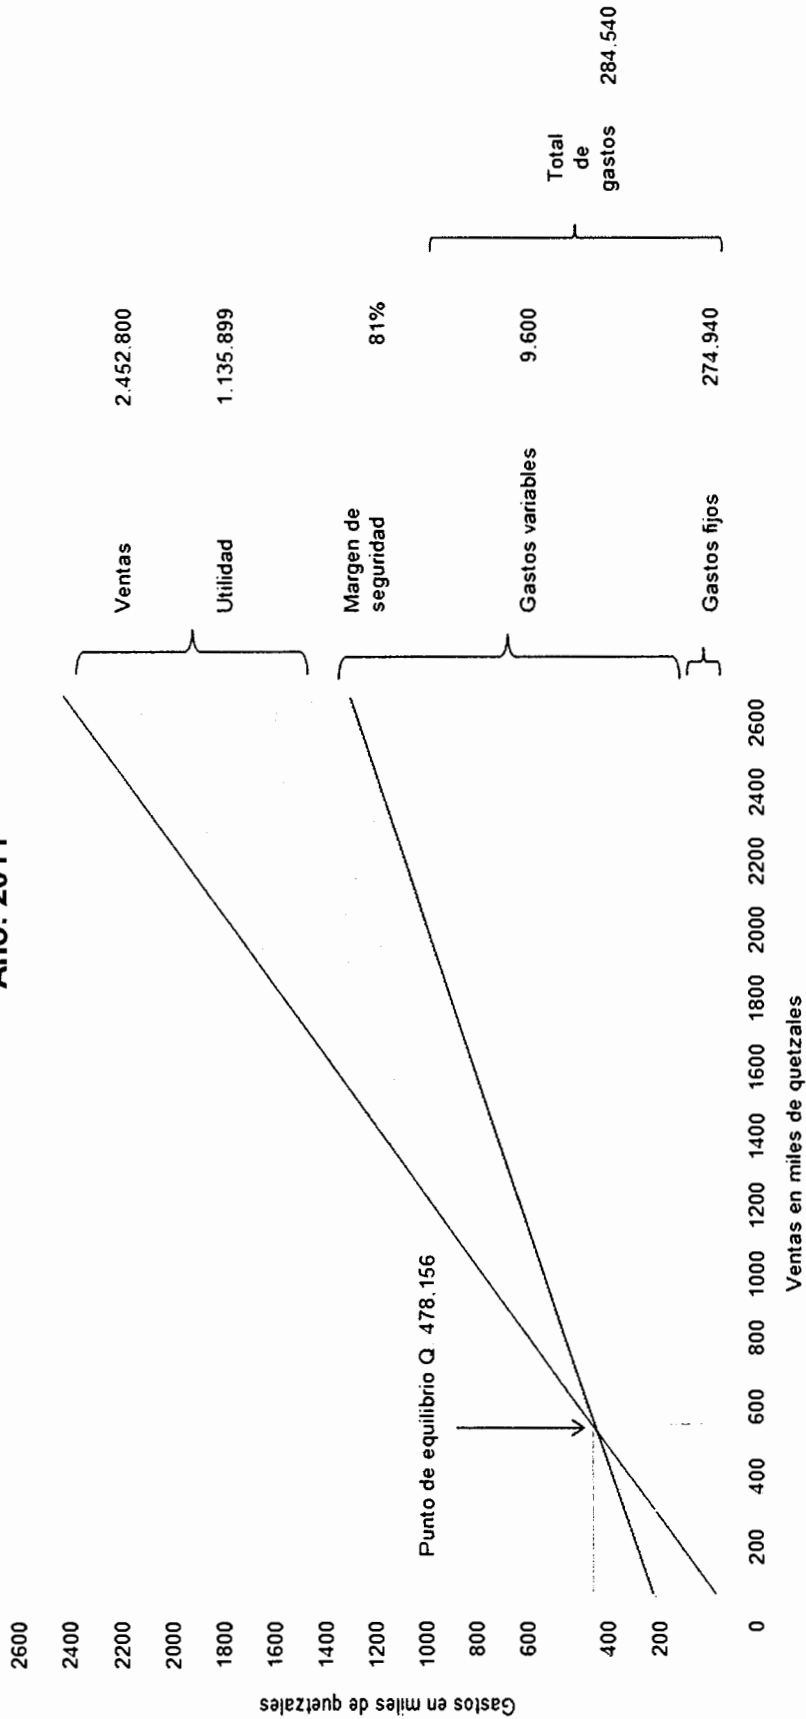 2600
2400
2200
2000
1800
1600
1400
1200
1000
800
600
400
200
0
Gastos en miles de quetzales
Punto de equilibrio Q. 478.156
200
400
600
800
1000
1200
1400
1600
1800
2000
2200
2400
2600
Ventas en miles de quetzales
Ventas 2.452.800
Utilidad 1.135.899
Margen de
seguridad 81%
Gastos variables 9.600
Gastos fijos 274.940
Total
de
gastos 284.540